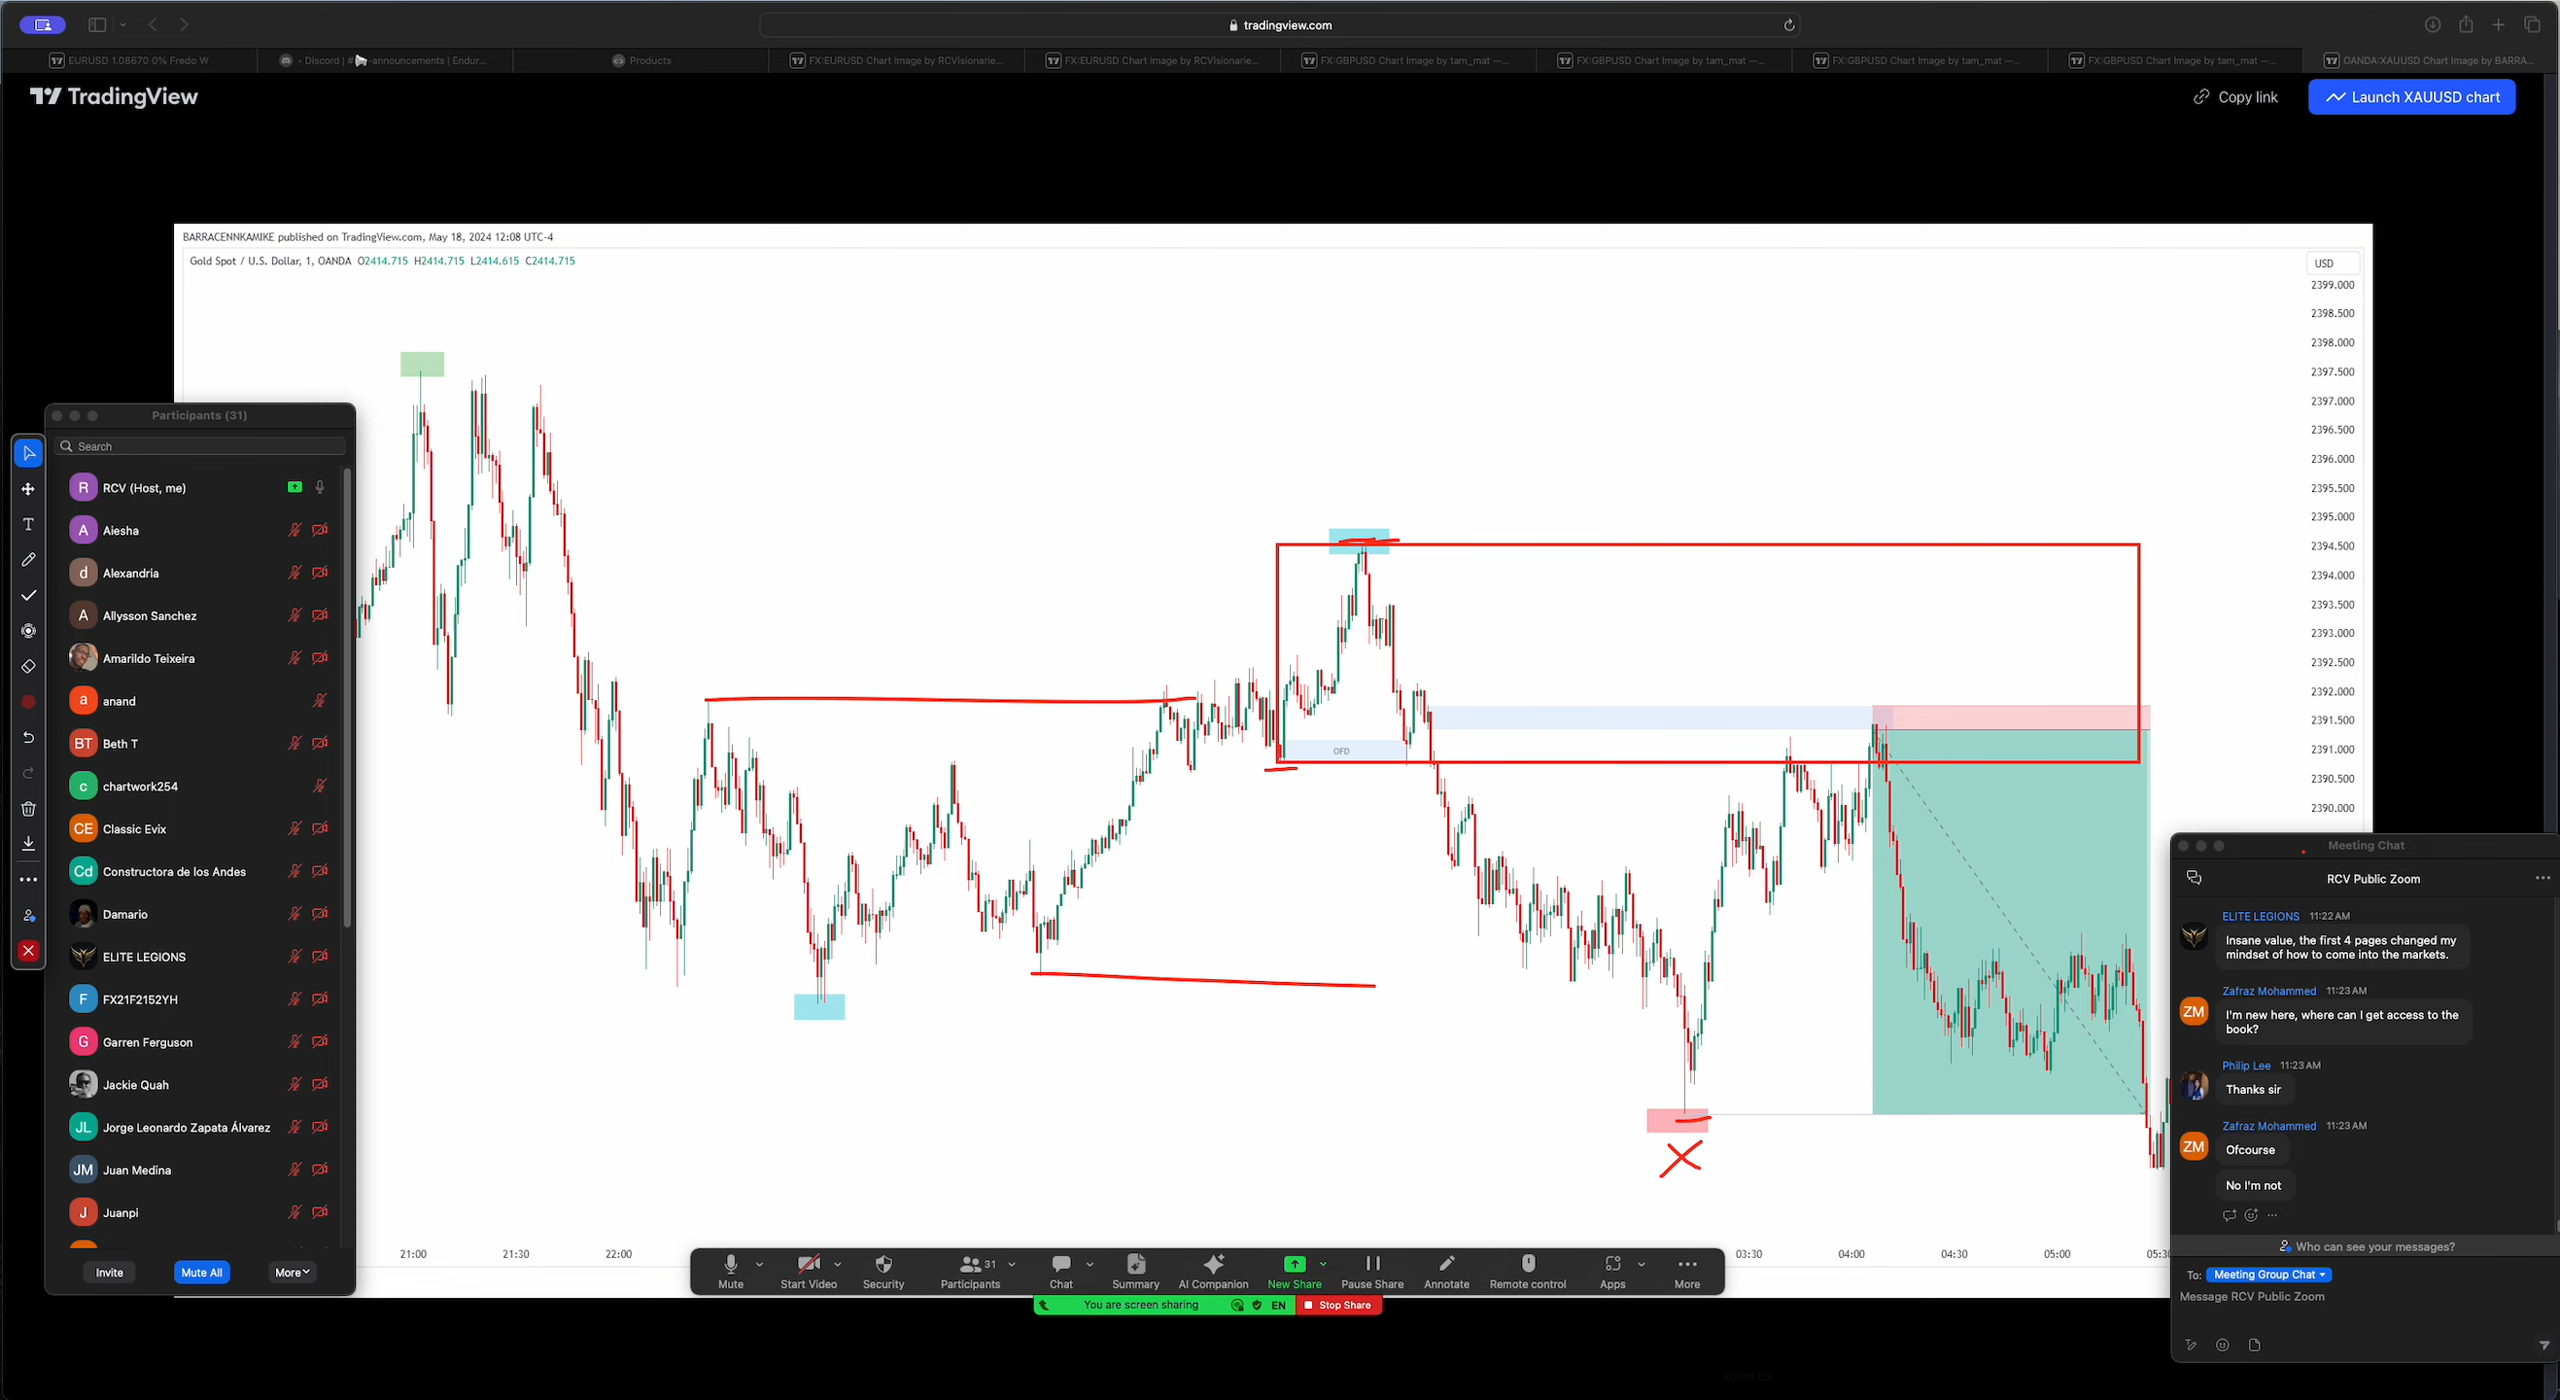 tradingview.com
EURUSD 1.08670 0% Fredo W
Products
FX:EURUSD Chart Image by RCVisionarie...
FX:EURUSD Chart Image by RCVisionarie...
FX:GBPUSD Chart Image by tam_mat —...
FX:GBPUSD Chart Image by tam_mat —...
FX:GBPUSD Chart Image by tam_mat —...
FX:GBPUSD Chart Image by tam_mat —...
OANDA:XAUUSD Chart Image by BARRA...
TradingView
Copy link
Launch XAUUSD chart
BARRACENNKAMIKE published on TradingView.com, May 18, 2024 12:08 UTC-4
Gold Spot / U.S. Dollar, 1, OANDA O2414.715 H2414.715 L2414.615 C2414.715
USD
2399.000
2398.500
2398.000
2397.500
2397.000
2396.500
2396.000
2395.500
2395.000
2394.500
2394.000
2393.500
2393.000
2392.500
2392.000
2391.500
2391.000
2390.500
2390.000
OFD
21:00
21:30
22:00
03:30
04:00
04:30
05:00
05:30
Participants (31)
Search
R RCV (Host, me)
A Aiesha
d Alexandria
A Allysson Sanchez
Amarildo Teixeira
a anand
BT Beth T
c chartwork254
CE Classic Evix
Cd Constructora de los Andes
Damario
ELITE LEGIONS
F FX21F2152YH
G Garren Ferguson
Jackie Quah
JL Jorge Leonardo Zapata Álvarez
JM Juan Medina
J Juanpi
Invite
Mute All
More
Mute
Start Video
Security
31
Participants
Chat
Summary
AI Companion
New Share
Pause Share
Annotate
Remote control
Apps
More
You are screen sharing
EN
Stop Share
Meeting Chat
RCV Public Zoom
ELITE LEGIONS 11:22 AM
Insane value, the first 4 pages changed my
mindset of how to come into the markets.
Zafraz Mohammed 11:23 AM
ZM
I'm new here, where can I get access to the
book?
Philip Lee 11:23 AM
Thanks sir
Zafraz Mohammed 11:23 AM
ZM
Ofcourse
No I'm not
Who can see your messages?
To: Meeting Group Chat
Message RCV Public Zoom